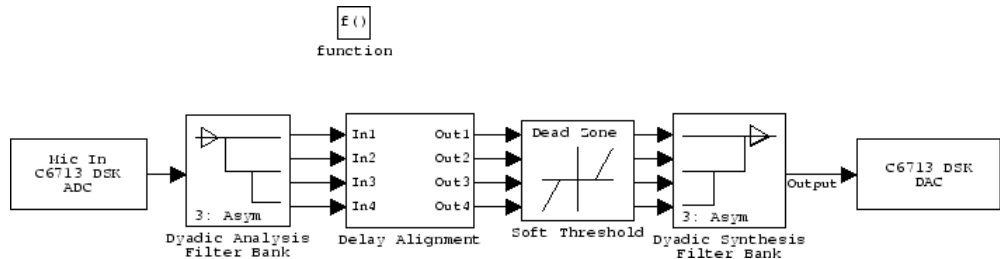 f()
function
Mic In
C6713 DSK
ADC
3: Asym
Dyadic Analysis
Filter Bank
In1
In2
In3
In4
Out1
Out2
Out3
Out4
Delay Alignment
Dead Zone
Soft Threshold
3: Asym
Dyadic Synthesis
Filter Bank
Output
C6713 DSK
DAC